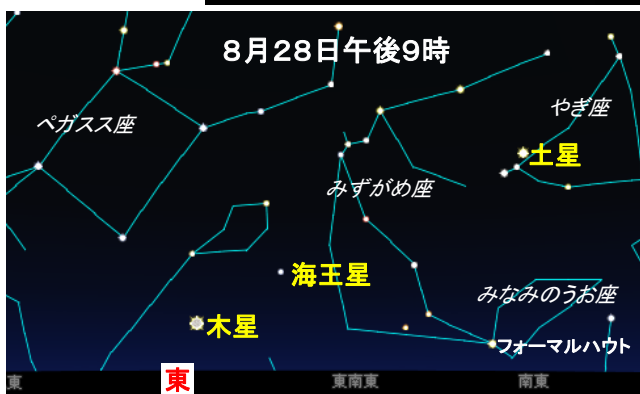 8月28日午後9時
ペガスス座
やぎ座
土星
みずがめ座
海王星
みなみのうお座
木星
フォーマルハウト
東
東
東南東
南東